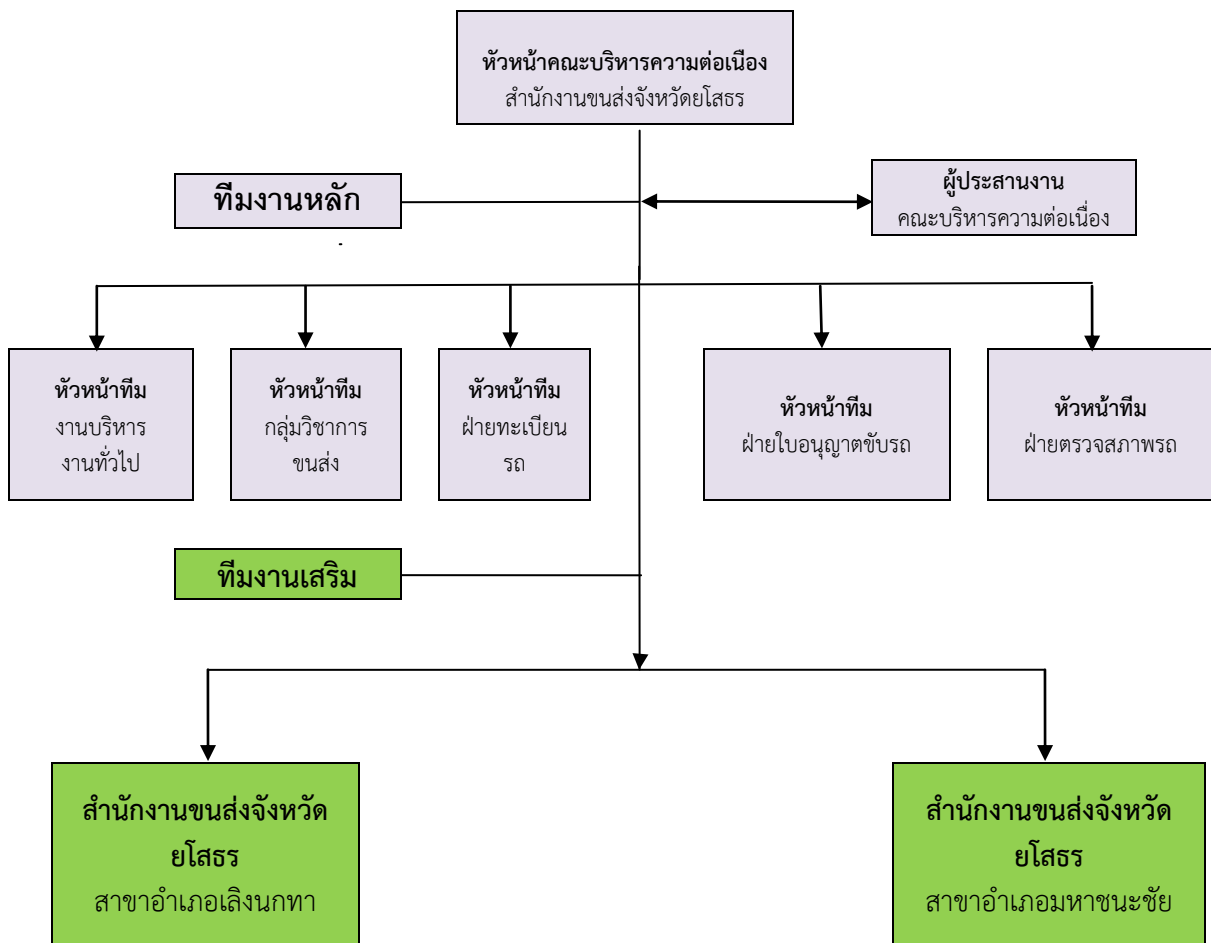 หัวหน้าคณะบริหารความต่อเนื่อง
สำนักงานขนส่งจังหวัดยโสธร
ทีมงานหลัก
ผู้ประสานงาน
คณะบริหารความต่อเนื่อง
หัวหน้าทีม
งานบริหาร
งานทั่วไป
หัวหน้าทีม
กลุ่มวิชาการ
ขนส่ง
หัวหน้าทีม
ฝ่ายทะเบียน
รถ
หัวหน้าทีม
ฝ่ายใบอนุญาตขับรถ
หัวหน้าทีม
ฝ่ายตรวจสภาพรถ
ทีมงานเสริม
สำนักงานขนส่งจังหวัด
ยโสธร
สาขาอำเภอเลิงนกทา
สำนักงานขนส่งจังหวัด
ยโสธร
สาขาอำเภอมหาชนะชัย